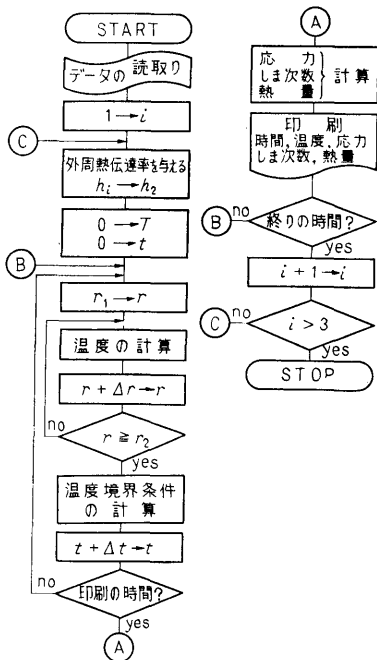 START
データの読取り
1→i
C
外周熱伝達率を与える
h_i→h_2
0→T
0→t
B
r_1→r
温度の計算
r+Δr→r
no
r≧r_2
yes
温度境界条件
の計算
t+Δt→t
no
印刷の時間?
yes
A
A
応力
しま次数 } 計算
熱量
印刷
時間,温度,応力
しま次数,熱量
B
no
終りの時間?
yes
i+1→i
C
no
i>3
yes
STOP